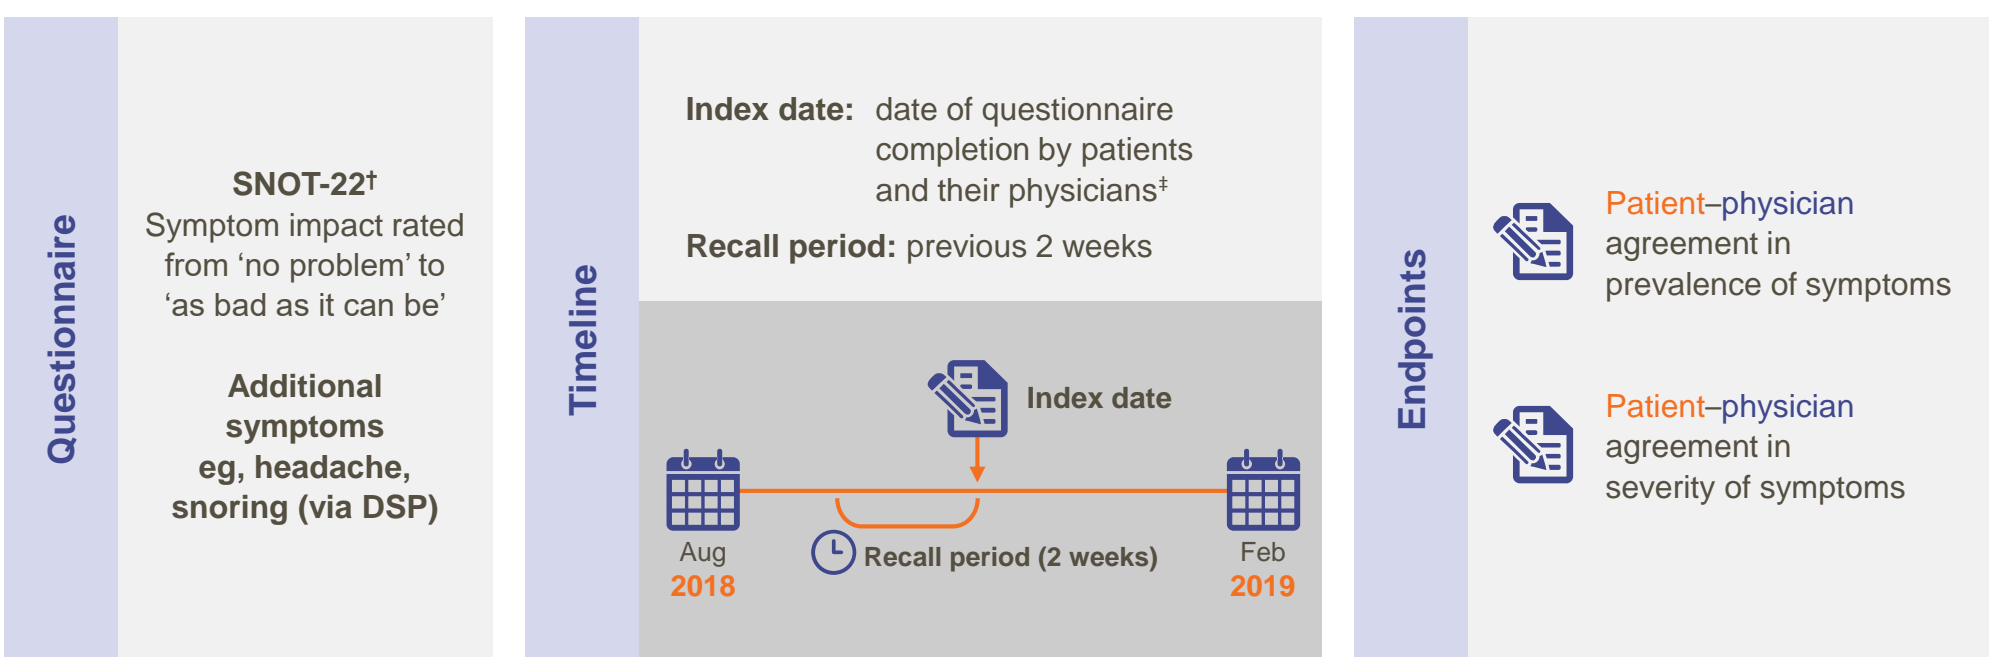 Questionnaire
SNOT-22†
Symptom impact rated
from ‘no problem’ to
‘as bad as it can be’
Additional
symptoms
eg, headache,
snoring (via DSP)
Timeline
Index date: date of questionnaire
completion by patients
and their physicians‡
Recall period: previous 2 weeks
Index date
Recall period (2 weeks)
Aug
2018
Feb
2019
Endpoints
Patient–physician
agreement in
prevalence of symptoms
Patient–physician
agreement in
severity of symptoms